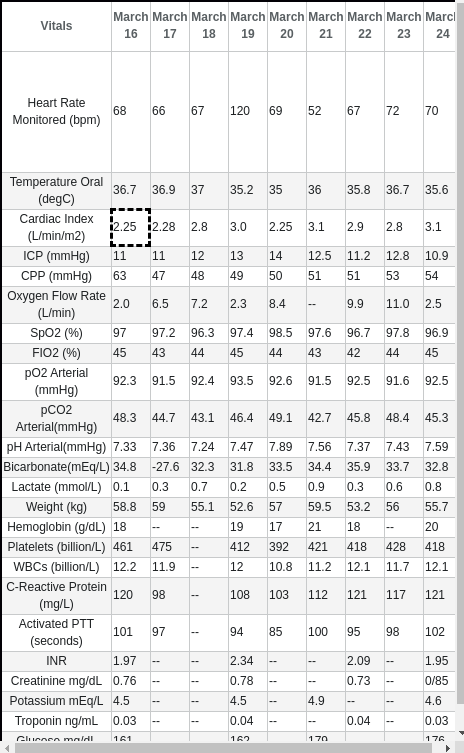 Vitals March 16 March 17 March 18 March 19 March 20 March 21 March 22 March 23 March 24
Heart Rate Monitored (bpm) 68 66 67 120 69 52 67 72 70
Temperature Oral (degC) 36.7 36.9 37 35.2 35 36 35.8 36.7 35.6
Cardiac Index (L/min/m2) 2.25 2.28 2.8 3.0 2.25 3.1 2.9 2.8 3.1
ICP (mmHg) 11 11 12 13 14 12.5 11.2 12.8 10.9
CPP (mmHg) 63 47 48 49 50 51 51 53 54
Oxygen Flow Rate (L/min) 2.0 6.5 7.2 2.3 8.4 -- 9.9 11.0 2.5
SpO2 (%) 97 97.2 96.3 97.4 98.5 97.6 96.7 97.8 96.9
FIO2 (%) 45 43 44 45 44 43 42 44 45
pO2 Arterial (mmHg) 92.3 91.5 92.4 93.5 92.6 91.5 92.5 91.6 92.5
pCO2 Arterial(mmHg) 48.3 44.7 43.1 46.4 49.1 42.7 45.8 48.4 45.3
pH Arterial(mmHg) 7.33 7.36 7.24 7.47 7.89 7.56 7.37 7.43 7.59
Bicarbonate(mEq/L) 34.8 -27.6 32.3 31.8 33.5 34.4 35.9 33.7 32.8
Lactate (mmol/L) 0.1 0.3 0.7 0.2 0.5 0.9 0.3 0.6 0.8
Weight (kg) 58.8 59 55.1 52.6 57 59.5 53.2 56 55.7
Hemoglobin (g/dL) 18 -- -- 19 17 21 18 -- 20
Platelets (billion/L) 461 475 -- 412 392 421 418 428 418
WBCs (billion/L) 12.2 11.9 -- 12 10.8 11.2 12.1 11.7 12.1
C-Reactive Protein (mg/L) 120 98 -- 108 103 112 121 117 121
Activated PTT (seconds) 101 97 -- 94 85 100 95 98 102
INR 1.97 -- -- 2.34 -- -- 2.09 -- 1.95
Creatinine mg/dL 0.76 -- -- 0.78 -- -- 0.73 -- 0/85
Potassium mEq/L 4.5 -- -- 4.5 -- 4.9 -- -- 4.6
Troponin ng/mL 0.03 -- -- 0.04 -- -- 0.04 -- 0.03
Glucose mg/dL 161 -- -- 162 -- 179 -- -- 176